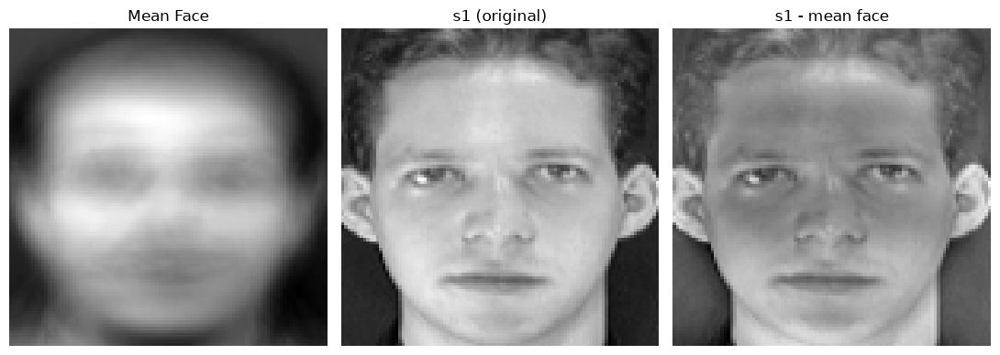 Mean Face
s1 (original)
s1 - mean face